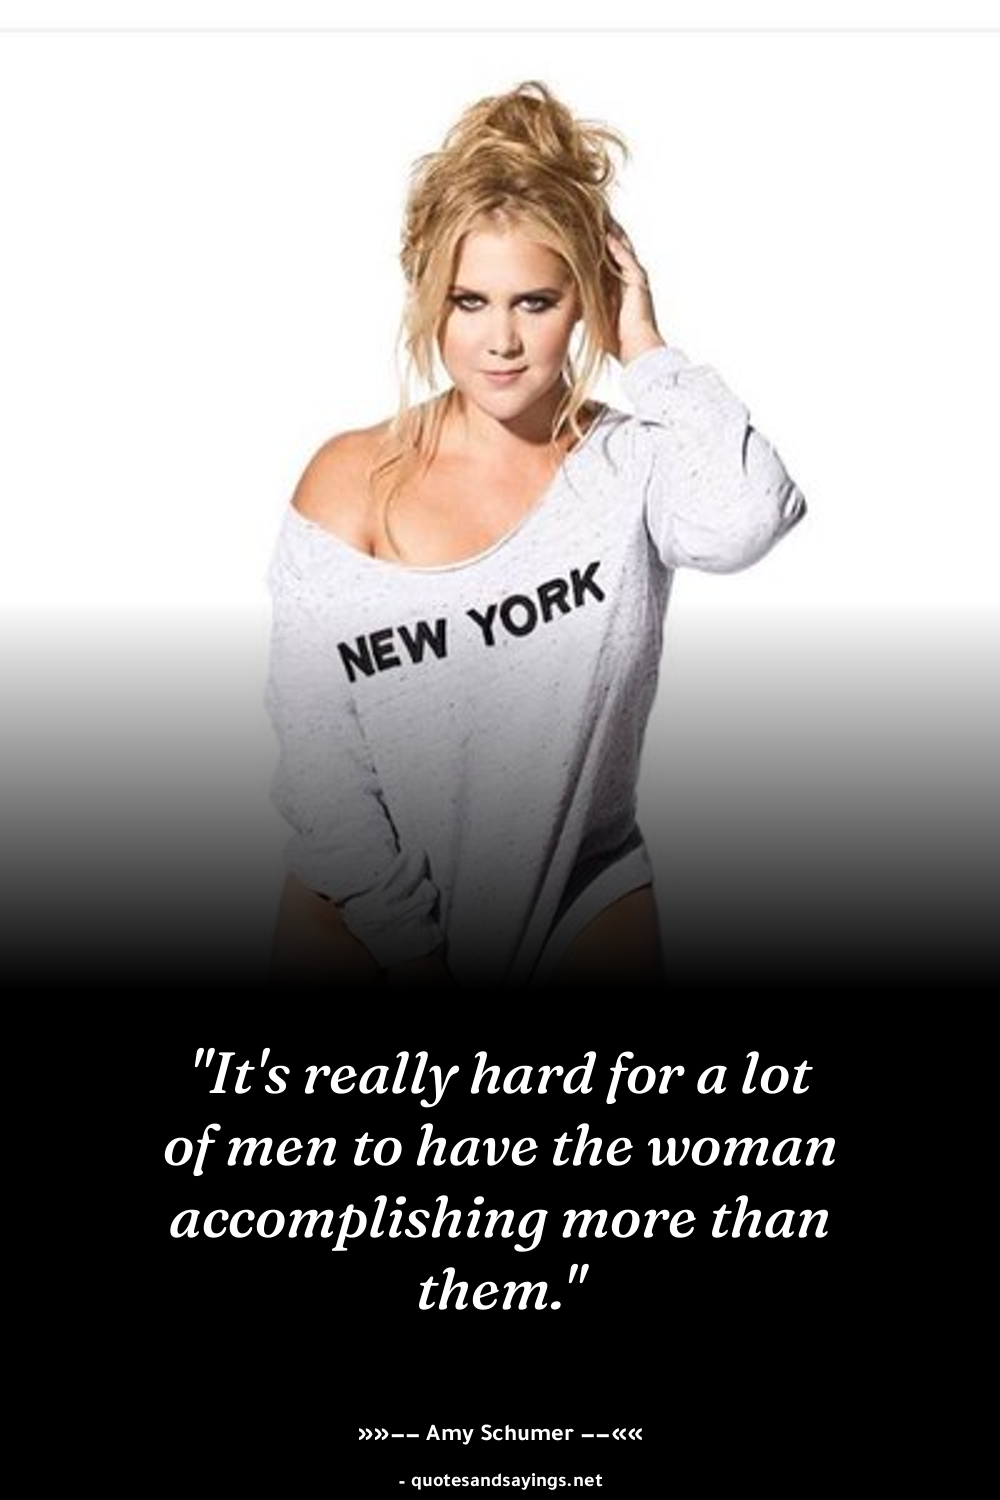 NEW YORK
"It's really hard for a lot
of men to have the woman
accomplishing more than
them."
»»–– Amy Schumer ––««
- quotesandsayings.net